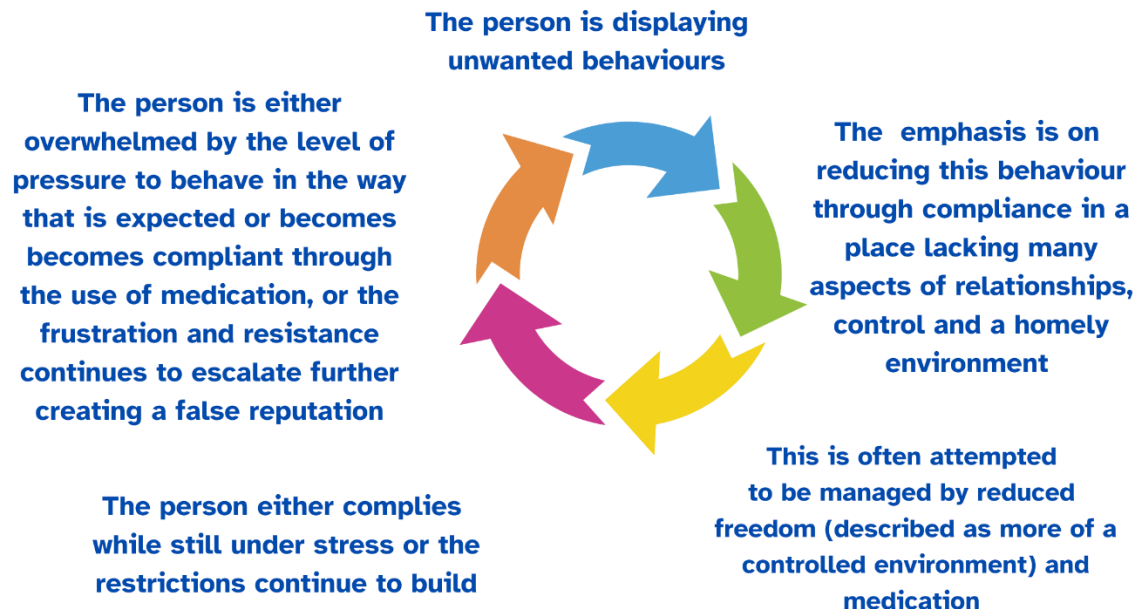 The person is displaying
unwanted behaviours
The emphasis is on
reducing this behaviour
through compliance in a
place lacking many
aspects of relationships,
control and a homely
environment
This is often attempted
to be managed by reduced
freedom (described as more of a
controlled environment) and
medication
The person either complies
while still under stress or the
restrictions continue to build
The person is either
overwhelmed by the level of
pressure to behave in the way
that is expected or becomes
becomes compliant through
the use of medication, or the
frustration and resistance
continues to escalate further
creating a false reputation